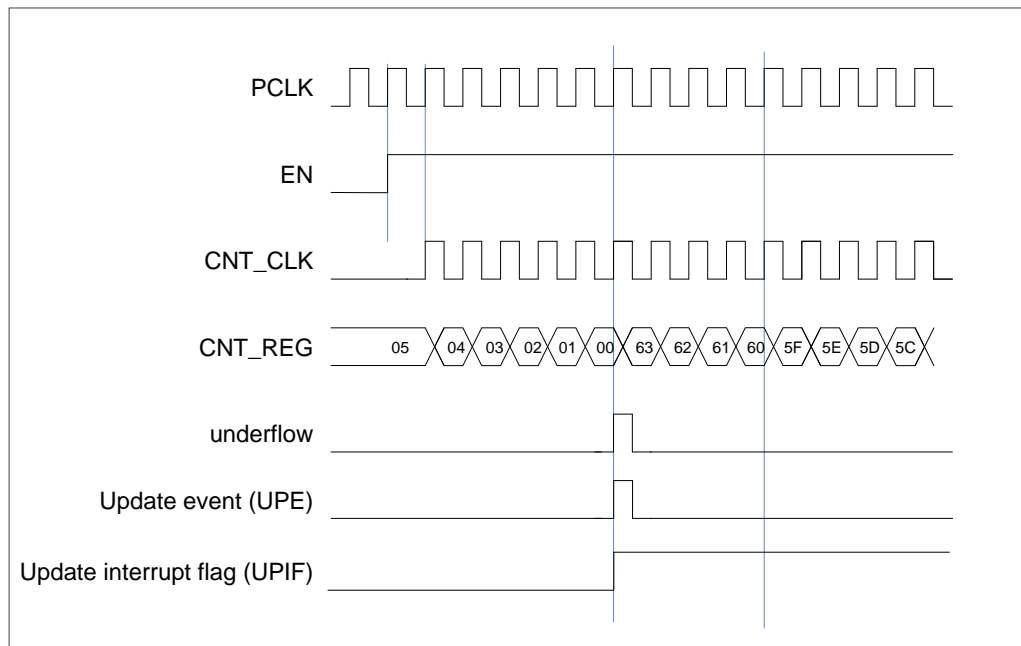 PCLK
EN
CNT_CLK
CNT_REG 05 04 03 02 01 00 63 62 61 60 5F 5E 5D 5C
underflow
Update event (UPE)
Update interrupt flag (UPIF)